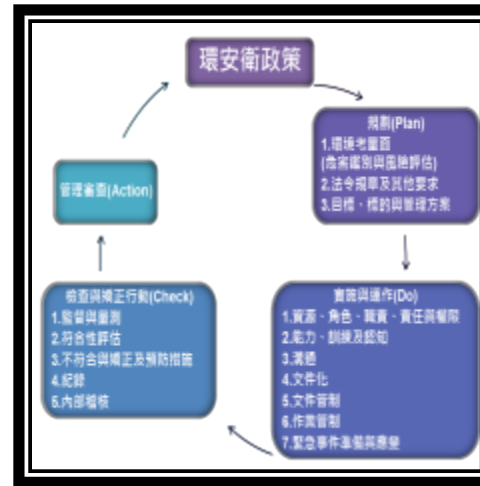 環安衛政策
規劃(Plan)
1.環境考量面
(危害鑑別與風險評估)
2.法令規章及其他要求
3.目標、標的與管理方案
實施與運作(Do)
1.資源、角色、職責、責任與權限
2.能力、訓練及認知
3.溝通
4.文件化
5.文件管制
6.作業管制
7.緊急事件準備與應變
檢查與矯正行動(Check)
1.監督與量測
2.符合性評估
3.不符合與矯正及預防措施
4.紀錄
5.內部稽核
管理審查(Action)